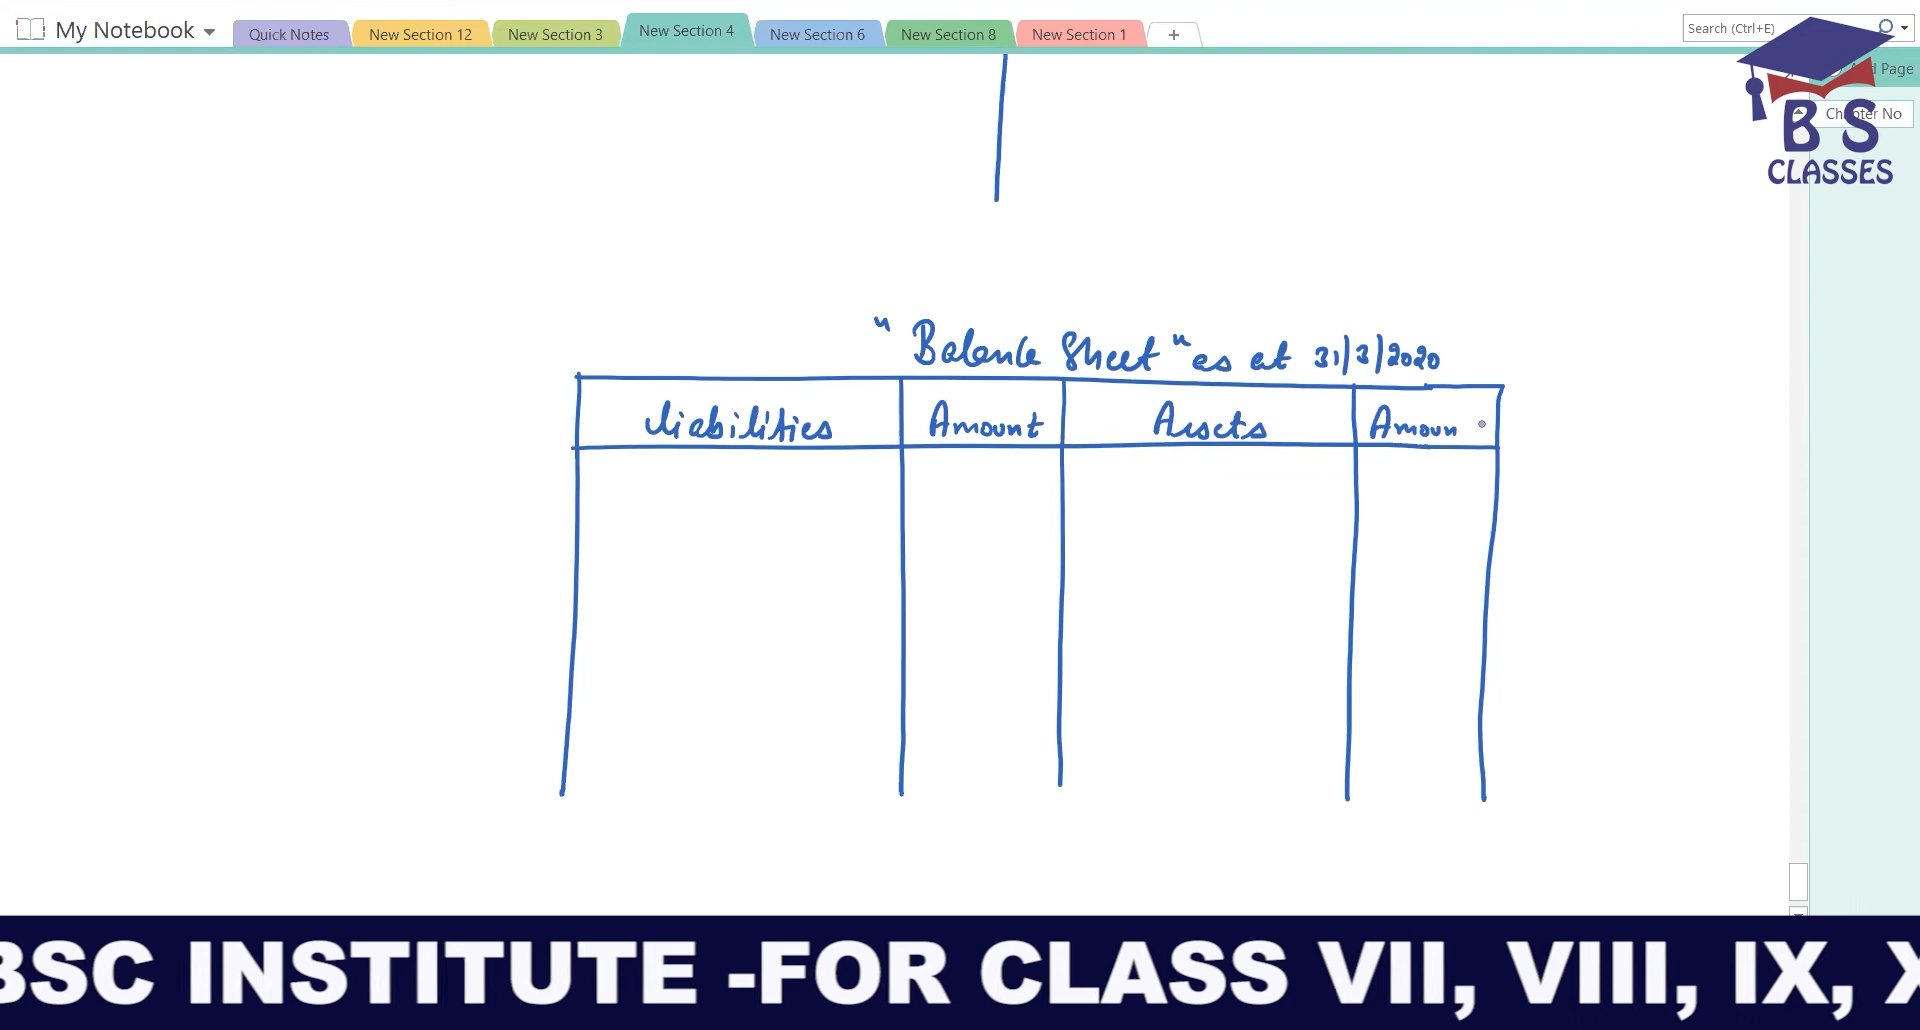 My Notebook
Quick Notes
New Section 12
New Section 3
New Section 4
New Section 6
New Section 8
New Section 1
+
Search (Ctrl+E)
d Page
Chapter No
B S
CLASSES
" Balance Sheet " as at 31/3/2020
Liabilities Amount Assets Amoun
BSC INSTITUTE -FOR CLASS VII, VIII, IX, X